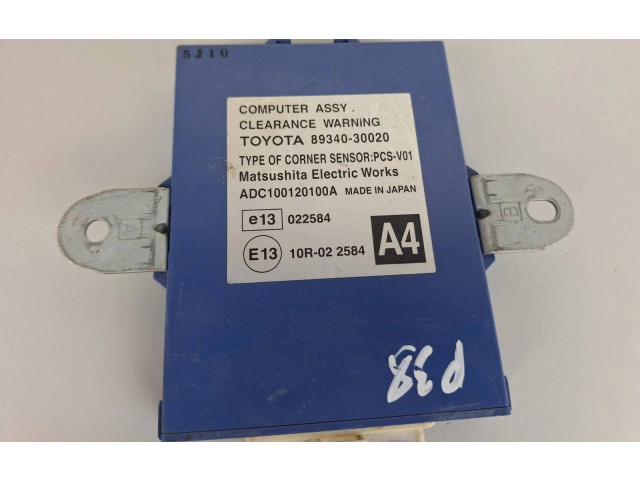 5J10
COMPUTER ASSY .
CLEARANCE WARNING
TOYOTA 89340-30020
TYPE OF CORNER SENSOR:PCS-V01
Matsushita Electric Works
ADC100120100A MADE IN JAPAN
e13 022584
E13 10R-02 2584
A4
A
B
P38